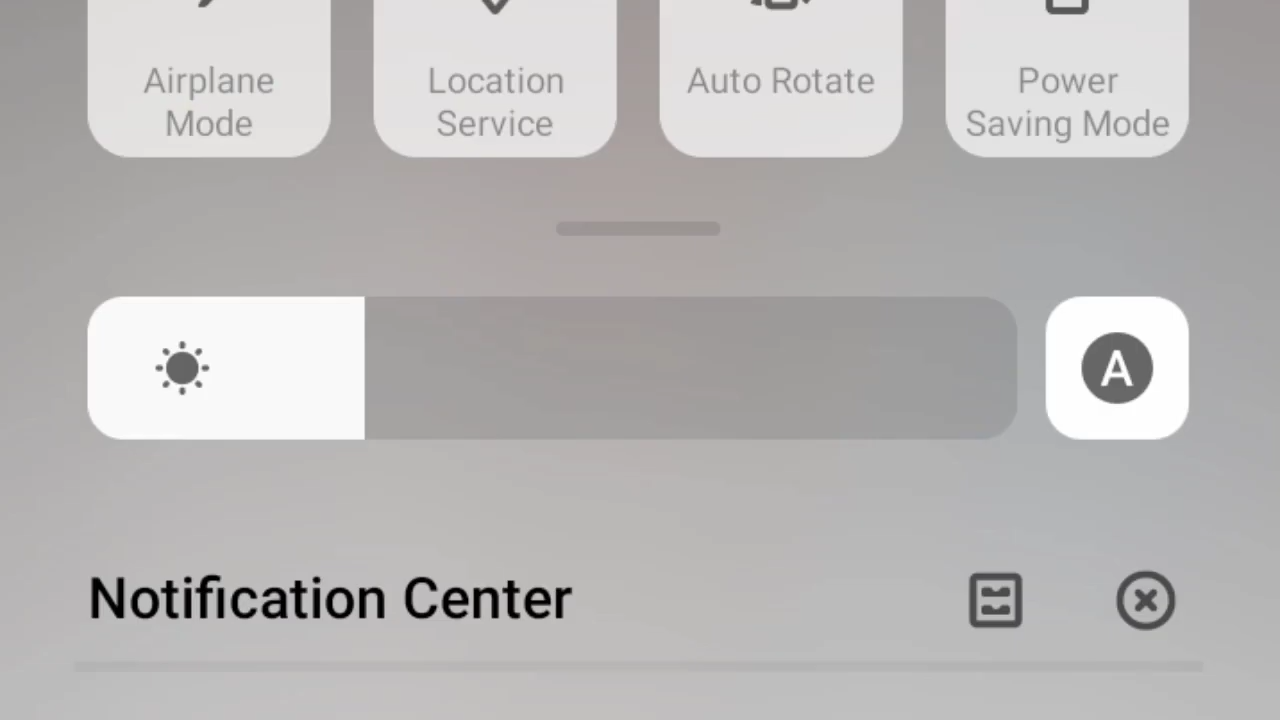 Airplane Mode
Location Service
Auto Rotate
Power Saving Mode
A
Notification Center